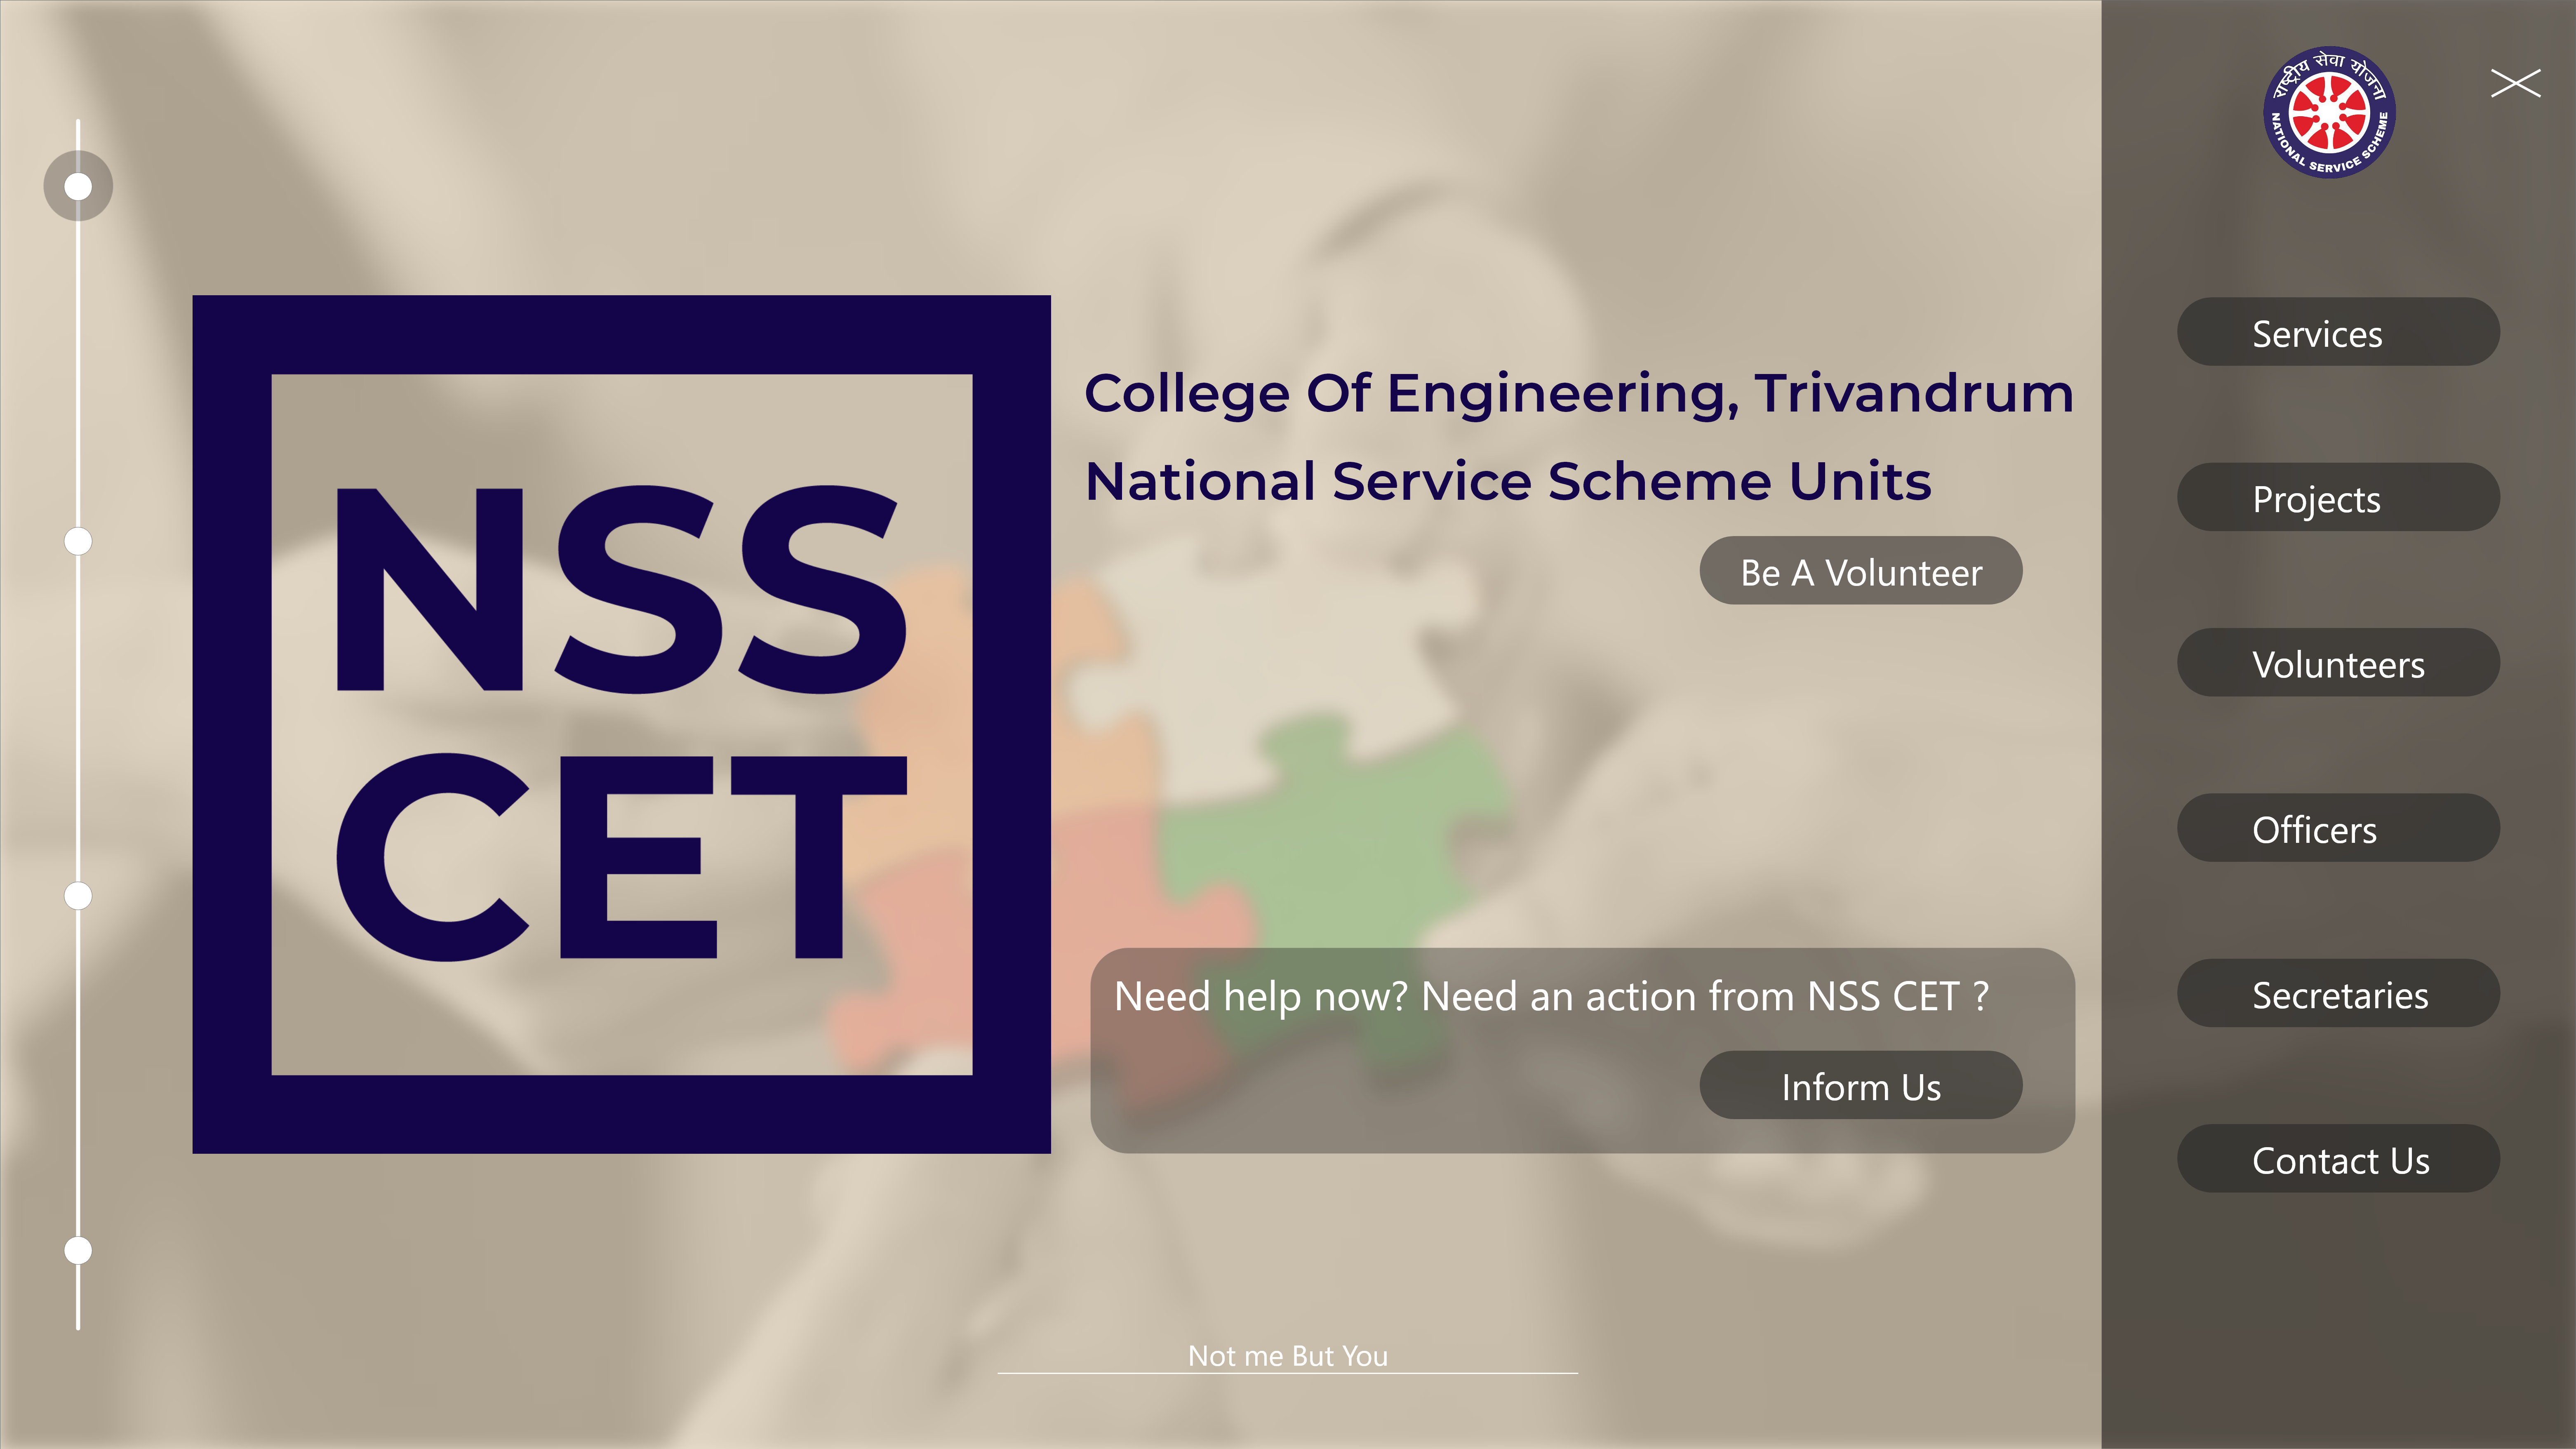 राष्ट्रीय सेवा योजना
NATIONAL SERVICE SCHEME
NSS
CET
College Of Engineering, Trivandrum
National Service Scheme Units
Be A Volunteer
Need help now? Need an action from NSS CET ?
Inform Us
Services
Projects
Volunteers
Officers
Secretaries
Contact Us
Not me But You